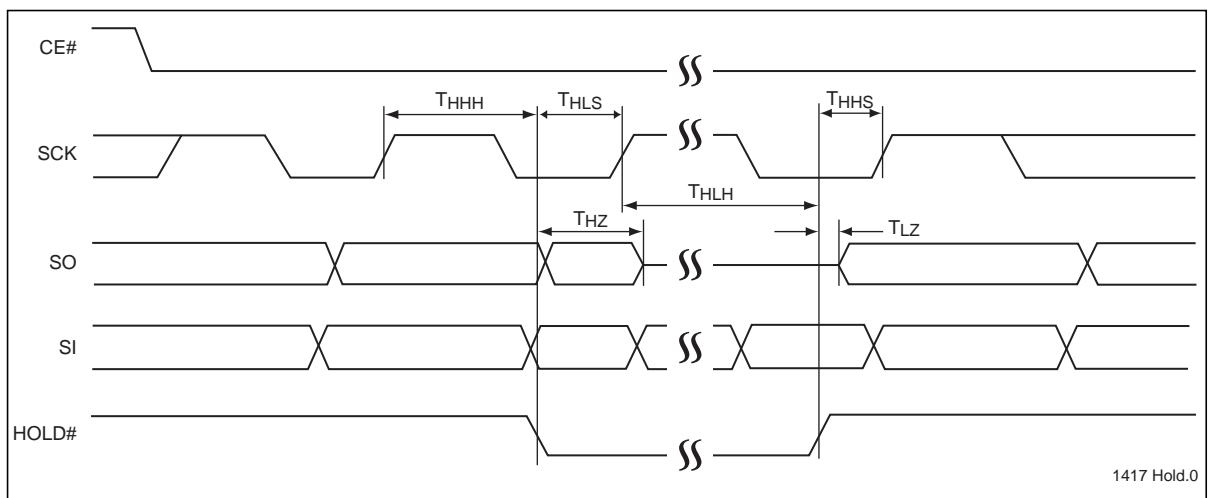 CE#
THHH THLS THHS
SCK
THLH
THZ TLZ
SO
SI
HOLD#
1417 Hold.0